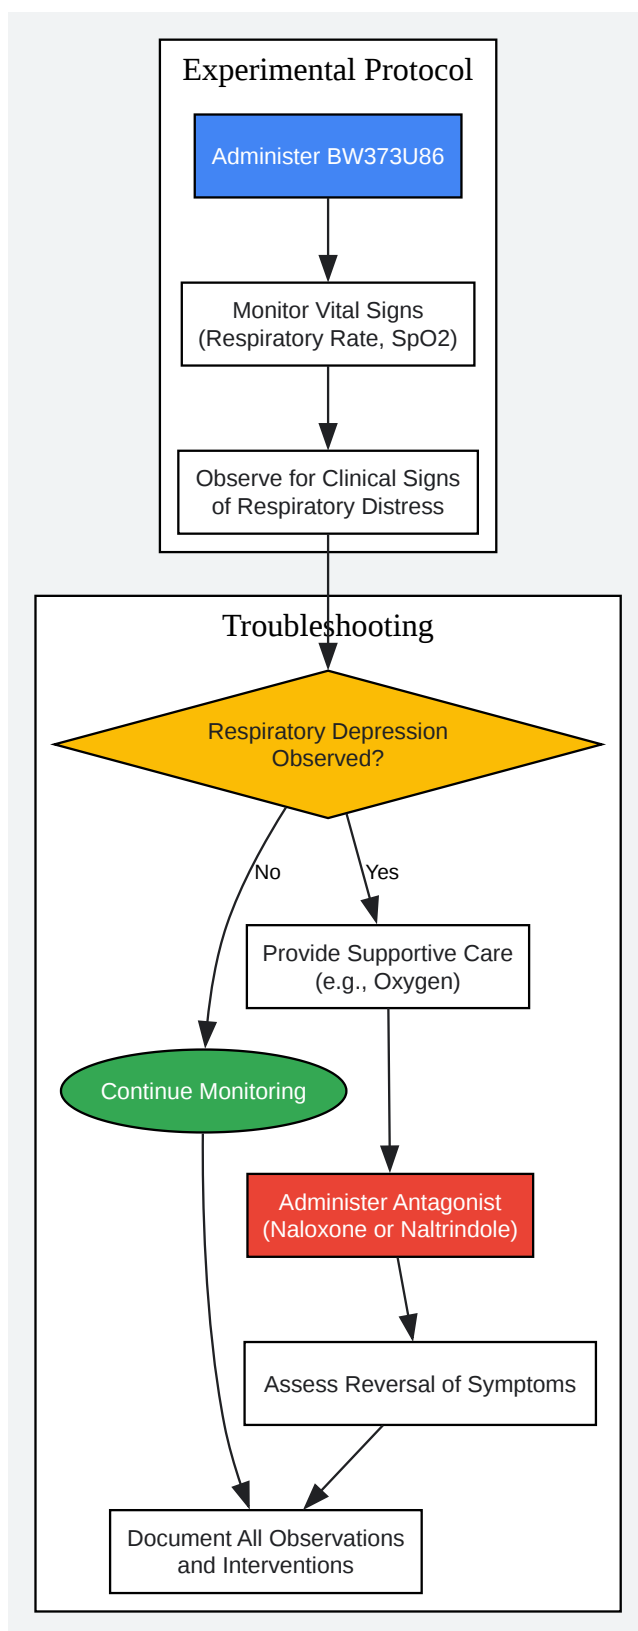 Experimental Protocol
Administer BW373U86
Monitor Vital Signs
(Respiratory Rate, SpO2)
Observe for Clinical Signs
of Respiratory Distress
Troubleshooting
Respiratory Depression
Observed?
No
Yes
Provide Supportive Care
(e.g., Oxygen)
Continue Monitoring
Administer Antagonist
(Naloxone or Naltrindole)
Assess Reversal of Symptoms
Document All Observations
and Interventions